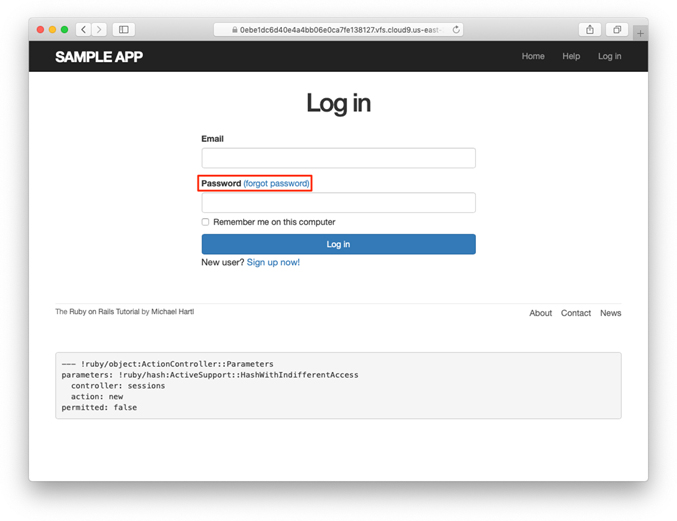 0ebe1dc6d40e4a4bb06e0ca7fe138127.vfs.cloud9.us-east-
SAMPLE APP
Home Help Log in
Log in
Email
Password (forgot password)
Remember me on this computer
Log in
New user? Sign up now!
The Ruby on Rails Tutorial by Michael Hartl
About Contact News
--- !ruby/object:ActionController::Parameters
parameters: !ruby/hash:ActiveSupport::HashWithIndifferentAccess
  controller: sessions
  action: new
permitted: false